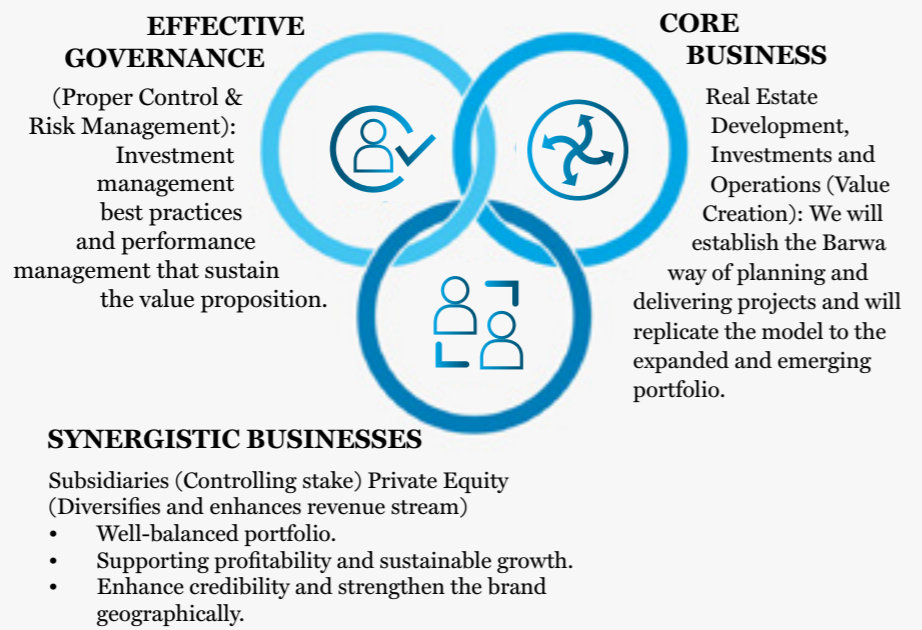 EFFECTIVE
GOVERNANCE
(Proper Control &
Risk Management):
Investment
management
best practices
and performance
management that sustain
the value proposition.
CORE
BUSINESS
Real Estate
Development,
Investments and
Operations (Value
Creation): We will
establish the Barwa
way of planning and
delivering projects and will
replicate the model to the
expanded and emerging
portfolio.
SYNERGISTIC BUSINESSES
Subsidiaries (Controlling stake) Private Equity
(Diversifies and enhances revenue stream)
• Well-balanced portfolio.
• Supporting profitability and sustainable growth.
• Enhance credibility and strengthen the brand
geographically.